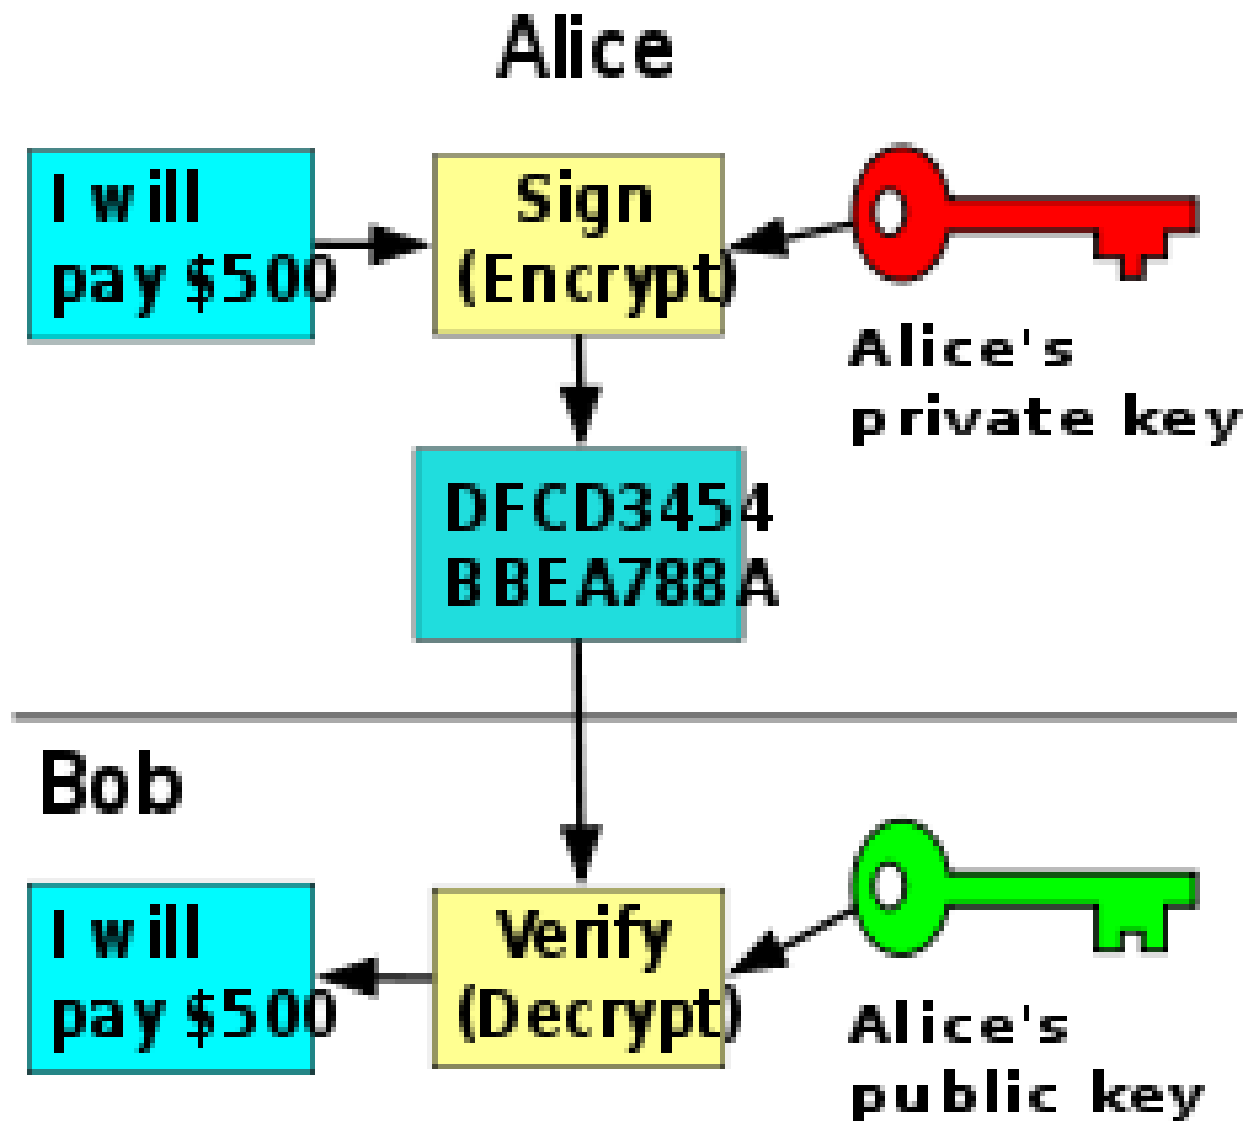 Alice
I will
pay $500
Sign
(Encrypt)
Alice's
private key
DFCD3454
BBEA788A
Bob
I will
pay $500
Verify
(Decrypt)
Alice's
public key